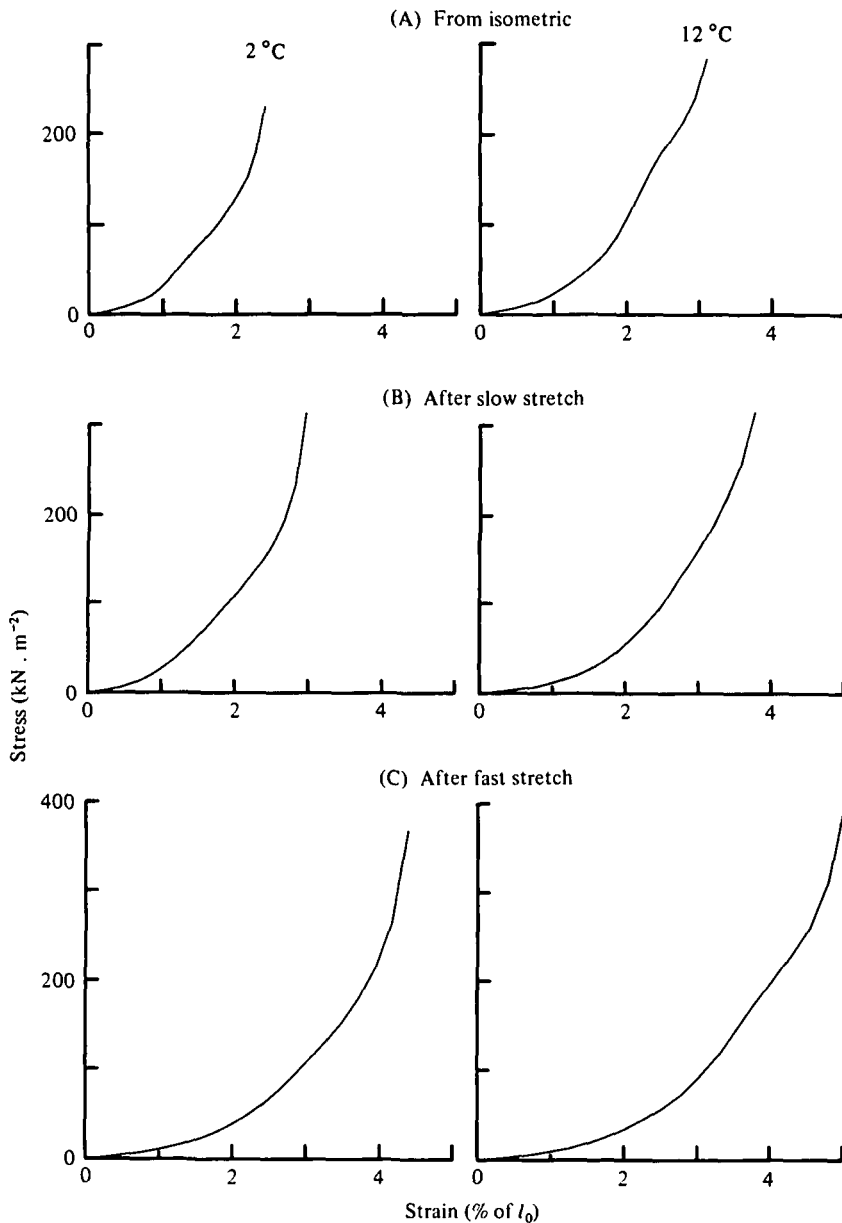 (A) From isometric
2 °C
12 °C
200
0
0 2 4
0 2 4
(B) After slow stretch
200
0
0 2 4
0 2 4
Stress (kN . m⁻²)
(C) After fast stretch
400
200
0
0 2 4
0 2 4
Strain (% of l₀)